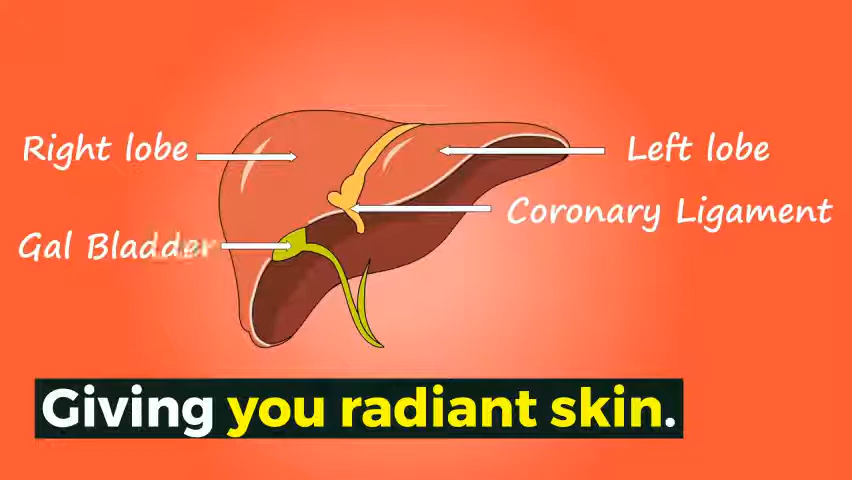 Right lobe
Left lobe
Coronary Ligament
Gal Bladder
Giving you radiant skin.